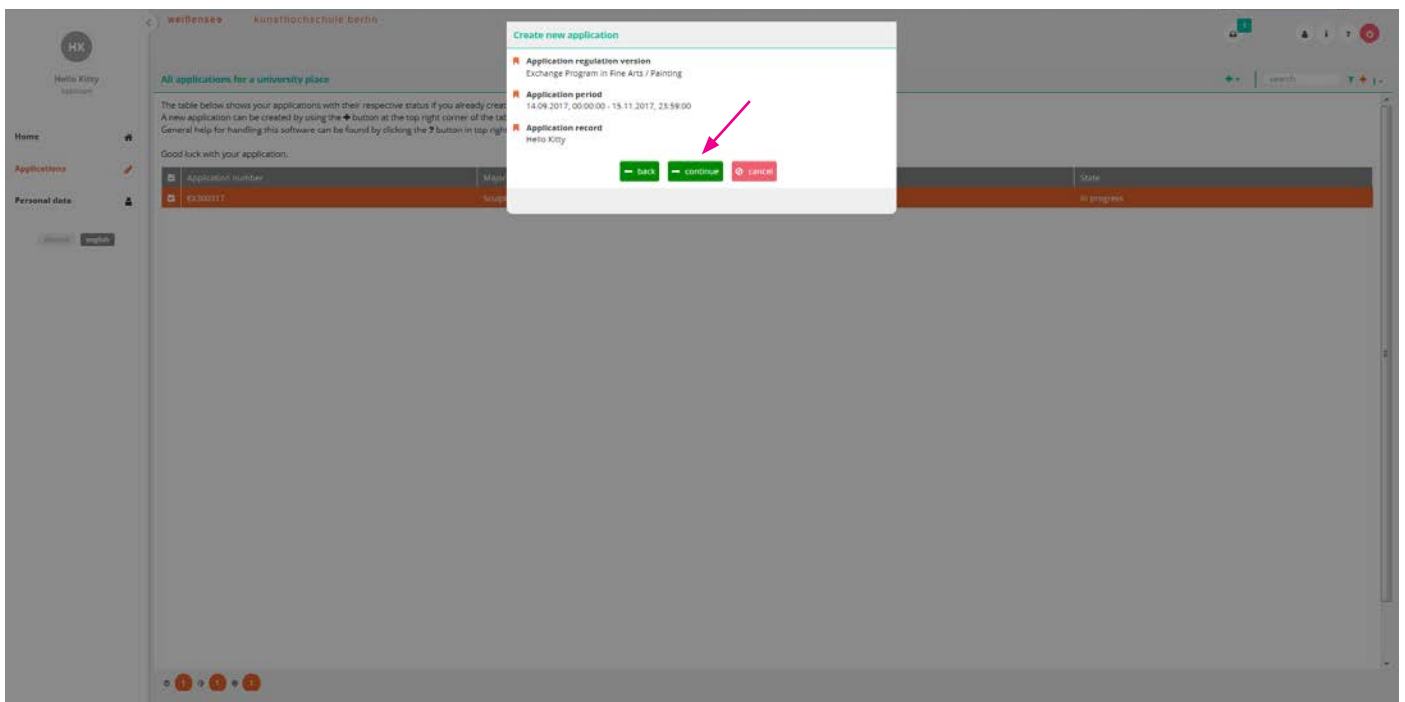 weißensee kunsthochschule berlin
HK
Hello Kitty
Applicant
Home
Applications
Personal data
english
All applications for a university place
search
The table below shows your applications with their respective status if you already creat
A new application can be created by using the + button at the top right corner of the tab
General help for handling this software can be found by clicking the ? button in top righ
Good luck with your application.
Application number
Major
State
EX300317
Sculp
in progress
Create new application
Application regulation version
Exchange Program in Fine Arts / Painting
Application period
14.09.2017, 00:00:00 - 15.11.2017, 23:59:00
Application record
Hello Kitty
back continue cancel